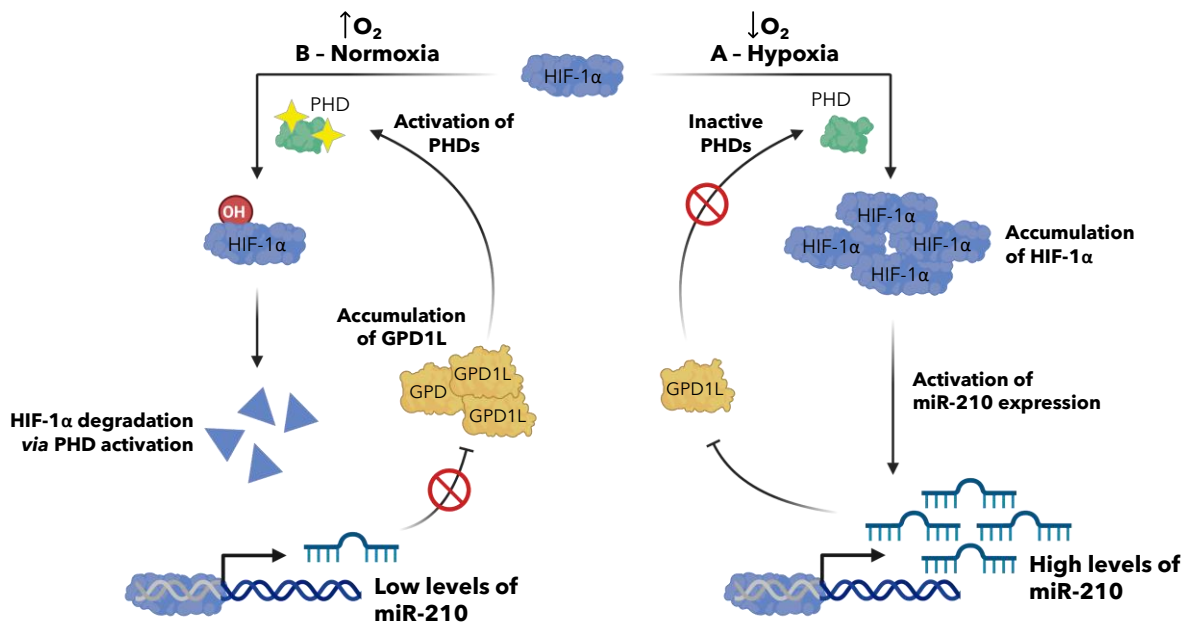 ↑O₂
B – Normoxia
HIF-1α
↓O₂
A – Hypoxia
PHD
Activation of
PHDs
OH
HIF-1α
Accumulation
of GPD1L
GPD1L
GPD
GPD1L
HIF-1α degradation
via PHD activation
Low levels of
miR-210
PHD
Inactive
PHDs
HIF-1α
HIF-1α
HIF-1α
HIF-1α
Accumulation
of HIF-1α
GPD1L
Activation of
miR-210 expression
High levels of
miR-210